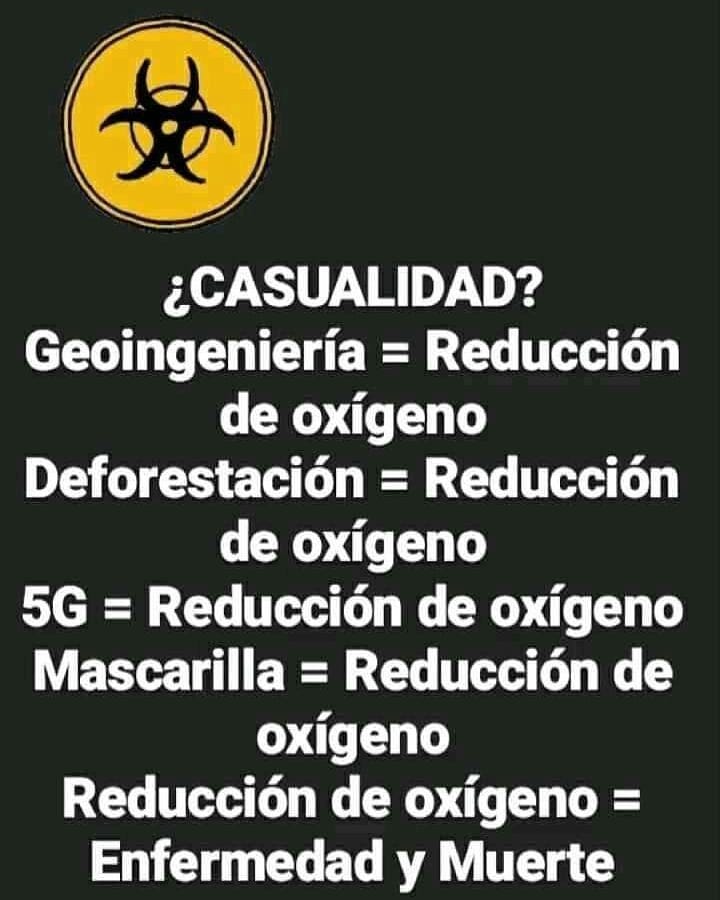 ¿CASUALIDAD?
Geoingeniería = Reducción
de oxígeno
Deforestación = Reducción
de oxígeno
5G = Reducción de oxígeno
Mascarilla = Reducción de
oxígeno
Reducción de oxígeno =
Enfermedad y Muerte